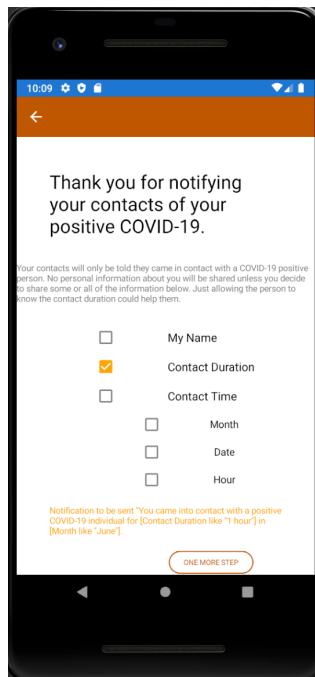 10:09
Thank you for notifying
your contacts of your
positive COVID-19.
Your contacts will only be told they came in contact with a COVID-19 positive
person. No personal information about you will be shared unless you decide
to share some or all of the information below. Just allowing the person to
know the contact duration could help them.
My Name
Contact Duration
Contact Time
Month
Date
Hour
Notification to be sent "You came into contact with a positive
COVID-19 individual for [Contact Duration like "1 hour"] in
[Month like "June"].
ONE MORE STEP